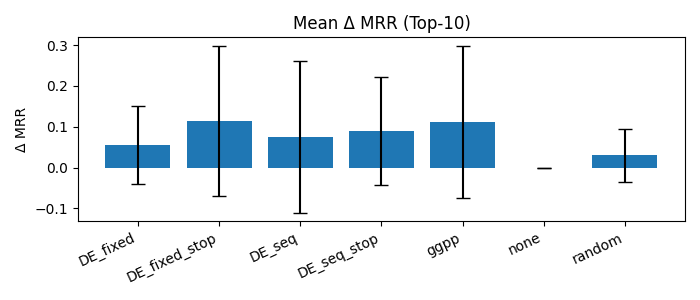 Mean Δ MRR (Top-10)
Δ MRR
0.3
0.2
0.1
0.0
−0.1
DE_fixed
DE_fixed_stop
DE_seq
DE_seq_stop
ggpp
none
random